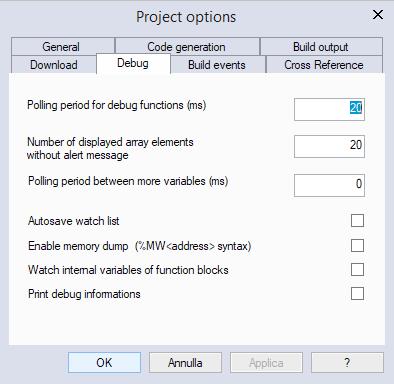 Project options
General
Code generation
Build output
Download
Debug
Build events
Cross Reference
Polling period for debug functions (ms)
20
Number of displayed array elements
without alert message
20
Polling period between more variables (ms)
0
Autosave watch list
Enable memory dump (%MW<address> syntax)
Watch internal variables of function blocks
Print debug informations
OK
Annulla
Applica
?